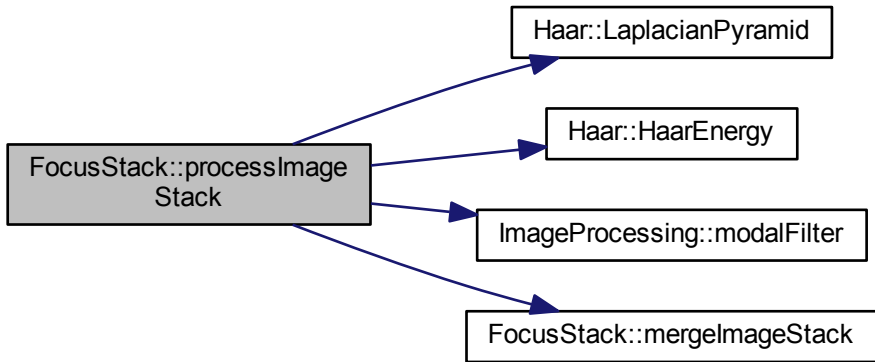 Haar::LaplacianPyramid
Haar::HaarEnergy
FocusStack::processImage
Stack
ImageProcessing::modalFilter
FocusStack::mergeImageStack